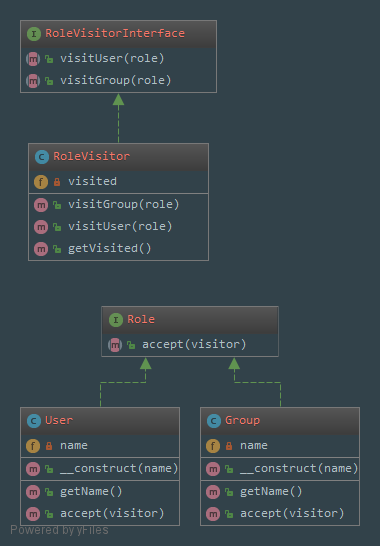 RoleVisitorInterface
visitUser(role)
visitGroup(role)
RoleVisitor
visited
visitGroup(role)
visitUser(role)
getVisited()
Role
accept(visitor)
User
name
__construct(name)
getName()
accept(visitor)
Group
name
__construct(name)
getName()
accept(visitor)
Powered by yFiles